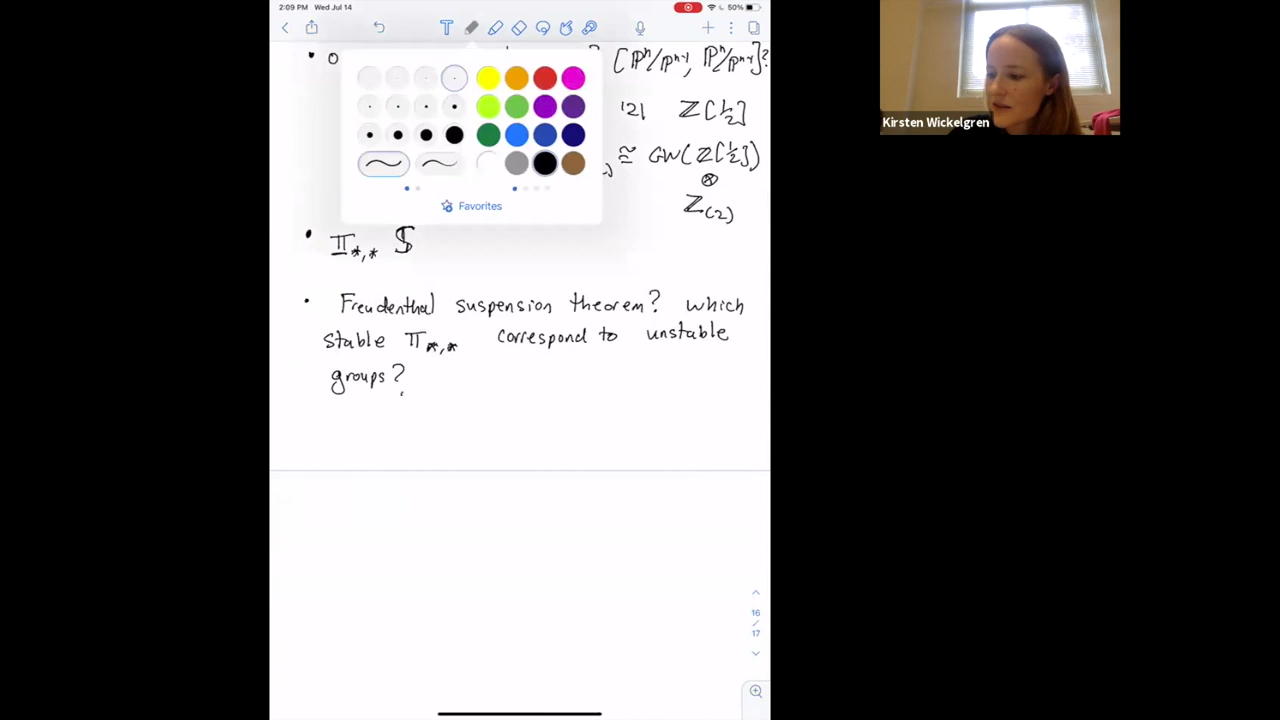 2:09 PM Wed Jul 14
50%
T
• O
[ℙⁿ/ℙⁿ⁻¹, ℙⁿ/ℙⁿ⁻¹]?
'21 ℤ[½]
≅ GW(ℤ[½])
⊗
ℤ₍₂₎
Favorites
• π*,* $
• Freudenthal suspension theorem? which
stable π*,* correspond to unstable
groups?
16
/
17
Kirsten Wickelgren